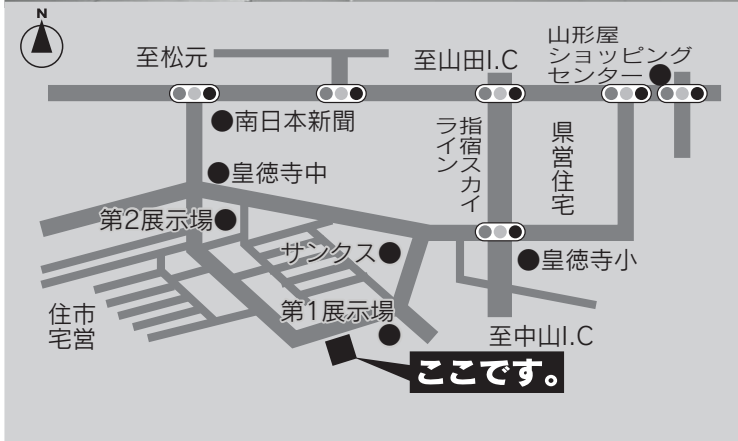 N
至松元
至山田I.C
山形屋
ショッピング
センター
南日本新聞
指宿スカイ
ライン
県営住宅
皇徳寺中
第2展示場
サンクス
皇徳寺小
市営
住宅
第1展示場
至中山I.C
ここです。